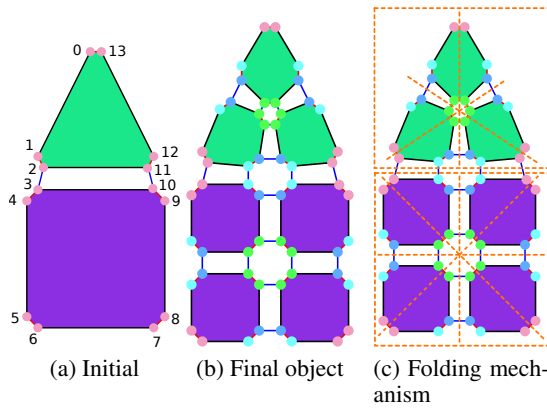 0 13
1 12
2 11
3 10
4 9
5 8
6 7
(a) Initial
(b) Final object
(c) Folding mech-
anism